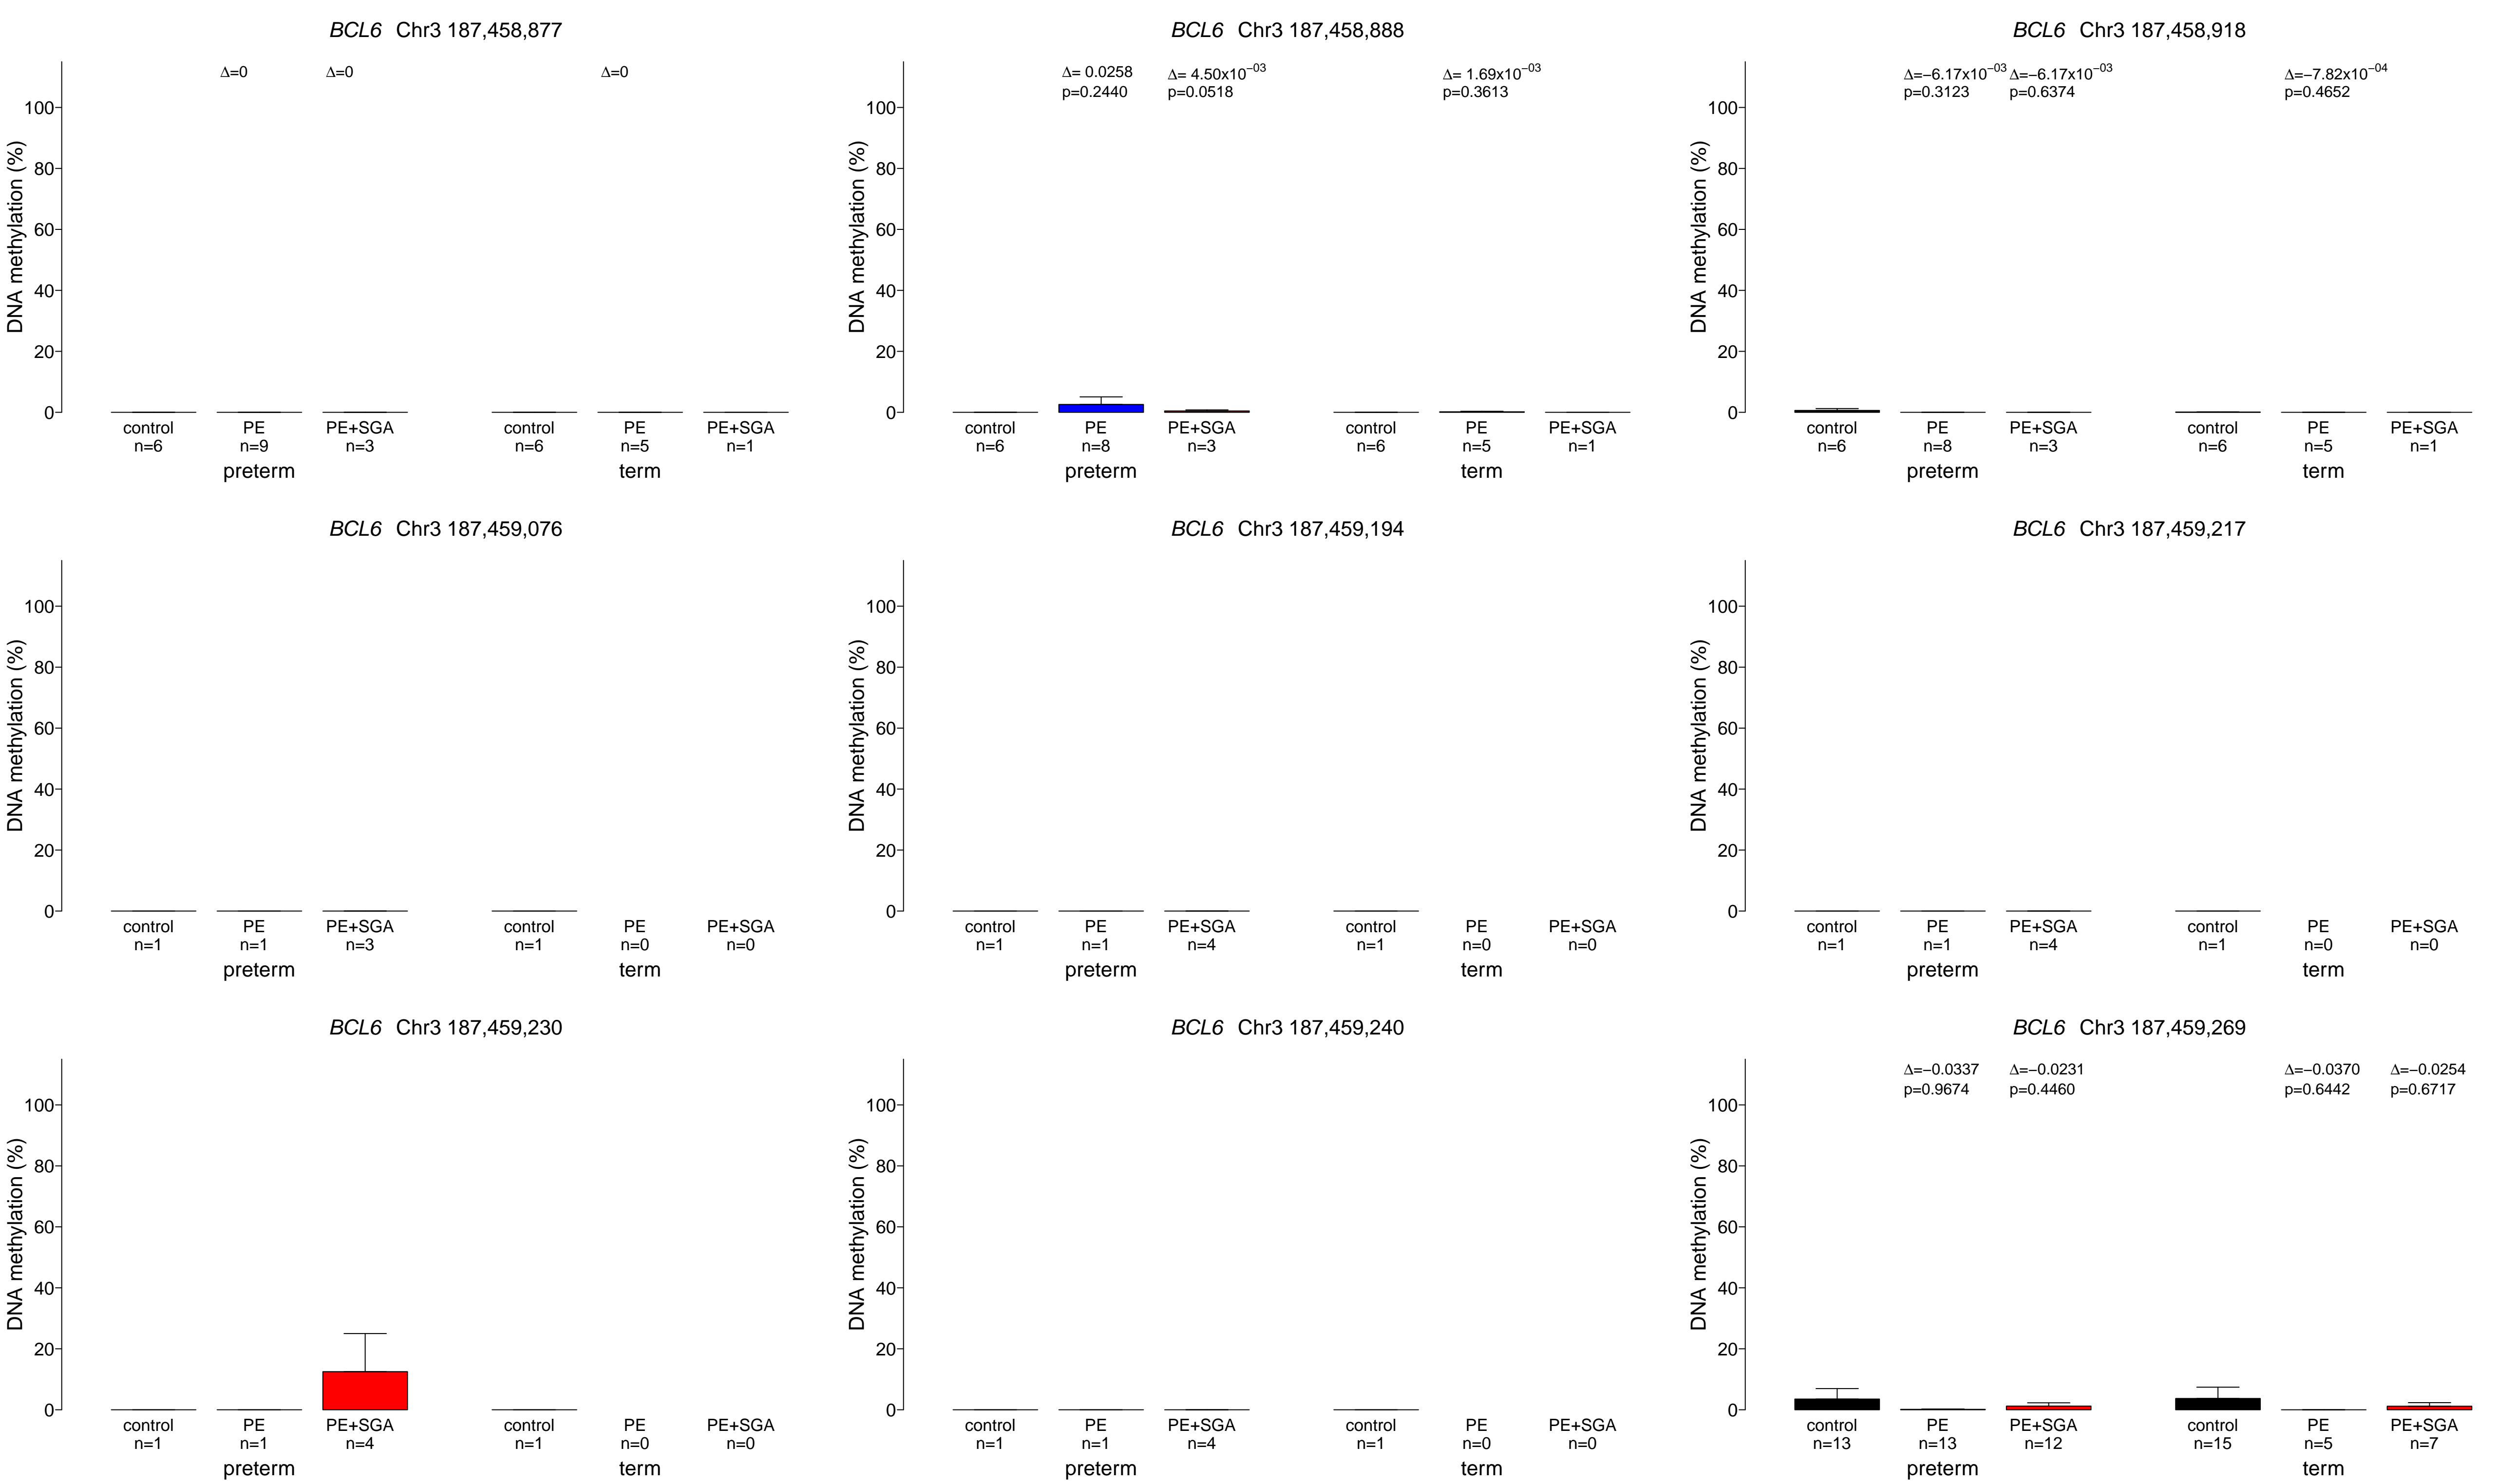 BCL6 Chr3 187,458,877
Δ=0 Δ=0 Δ=0
100
80
60
40
20
0
DNA methylation (%)
control PE PE+SGA control PE PE+SGA
n=6 n=9 n=3 n=6 n=5 n=1
preterm term
BCL6 Chr3 187,458,888
Δ= 0.0258 Δ= 4.50x10⁻⁰³ Δ= 1.69x10⁻⁰³
p=0.2440 p=0.0518 p=0.3613
100
80
60
40
20
0
DNA methylation (%)
control PE PE+SGA control PE PE+SGA
n=6 n=8 n=3 n=6 n=5 n=1
preterm term
BCL6 Chr3 187,458,918
Δ=−6.17x10⁻⁰³ Δ=−6.17x10⁻⁰³ Δ=−7.82x10⁻⁰⁴
p=0.3123 p=0.6374 p=0.4652
100
80
60
40
20
0
DNA methylation (%)
control PE PE+SGA control PE PE+SGA
n=6 n=8 n=3 n=6 n=5 n=1
preterm term
BCL6 Chr3 187,459,076
100
80
60
40
20
0
DNA methylation (%)
control PE PE+SGA control PE PE+SGA
n=1 n=1 n=3 n=1 n=0 n=0
preterm term
BCL6 Chr3 187,459,194
100
80
60
40
20
0
DNA methylation (%)
control PE PE+SGA control PE PE+SGA
n=1 n=1 n=4 n=1 n=0 n=0
preterm term
BCL6 Chr3 187,459,217
100
80
60
40
20
0
DNA methylation (%)
control PE PE+SGA control PE PE+SGA
n=1 n=1 n=4 n=1 n=0 n=0
preterm term
BCL6 Chr3 187,459,230
100
80
60
40
20
0
DNA methylation (%)
control PE PE+SGA control PE PE+SGA
n=1 n=1 n=4 n=1 n=0 n=0
preterm term
BCL6 Chr3 187,459,240
100
80
60
40
20
0
DNA methylation (%)
control PE PE+SGA control PE PE+SGA
n=1 n=1 n=4 n=1 n=0 n=0
preterm term
BCL6 Chr3 187,459,269
Δ=−0.0337 Δ=−0.0231 Δ=−0.0370 Δ=−0.0254
p=0.9674 p=0.4460 p=0.6442 p=0.6717
100
80
60
40
20
0
DNA methylation (%)
control PE PE+SGA control PE PE+SGA
n=13 n=13 n=12 n=15 n=5 n=7
preterm term